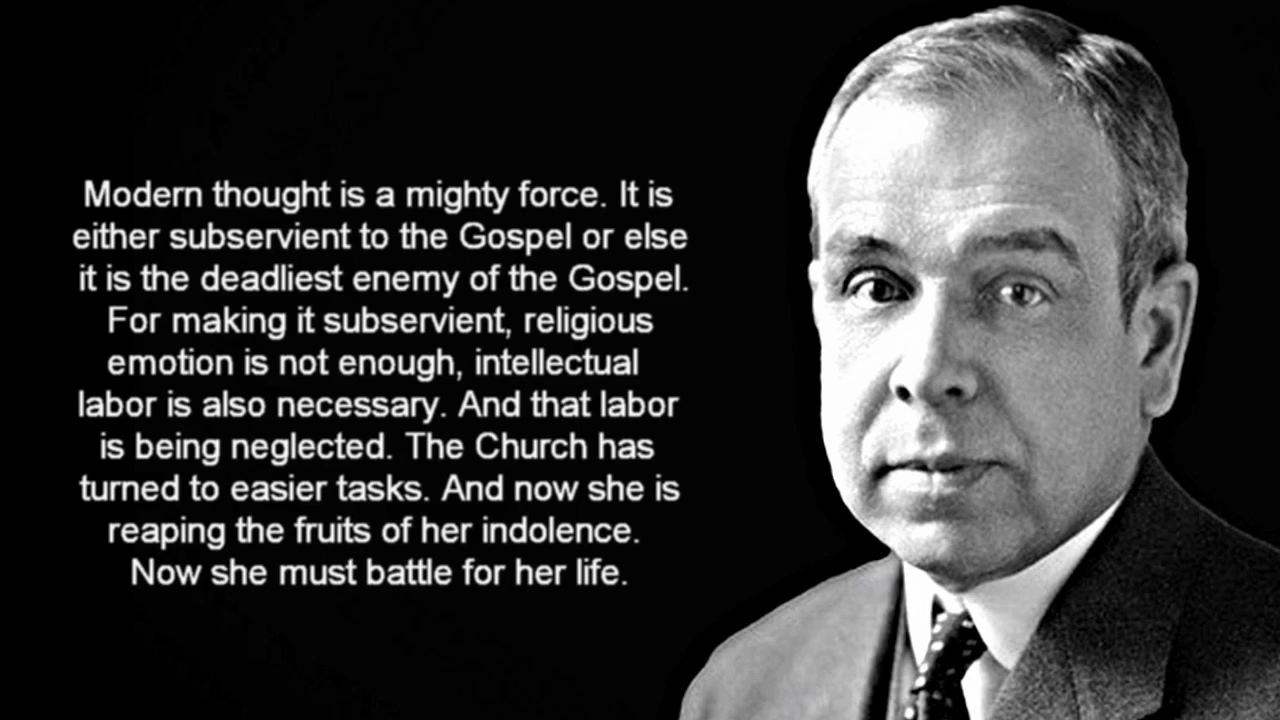 Modern thought is a mighty force. It is
either subservient to the Gospel or else
it is the deadliest enemy of the Gospel.
For making it subservient, religious
emotion is not enough, intellectual
labor is also necessary. And that labor
is being neglected. The Church has
turned to easier tasks. And now she is
reaping the fruits of her indolence.
Now she must battle for her life.